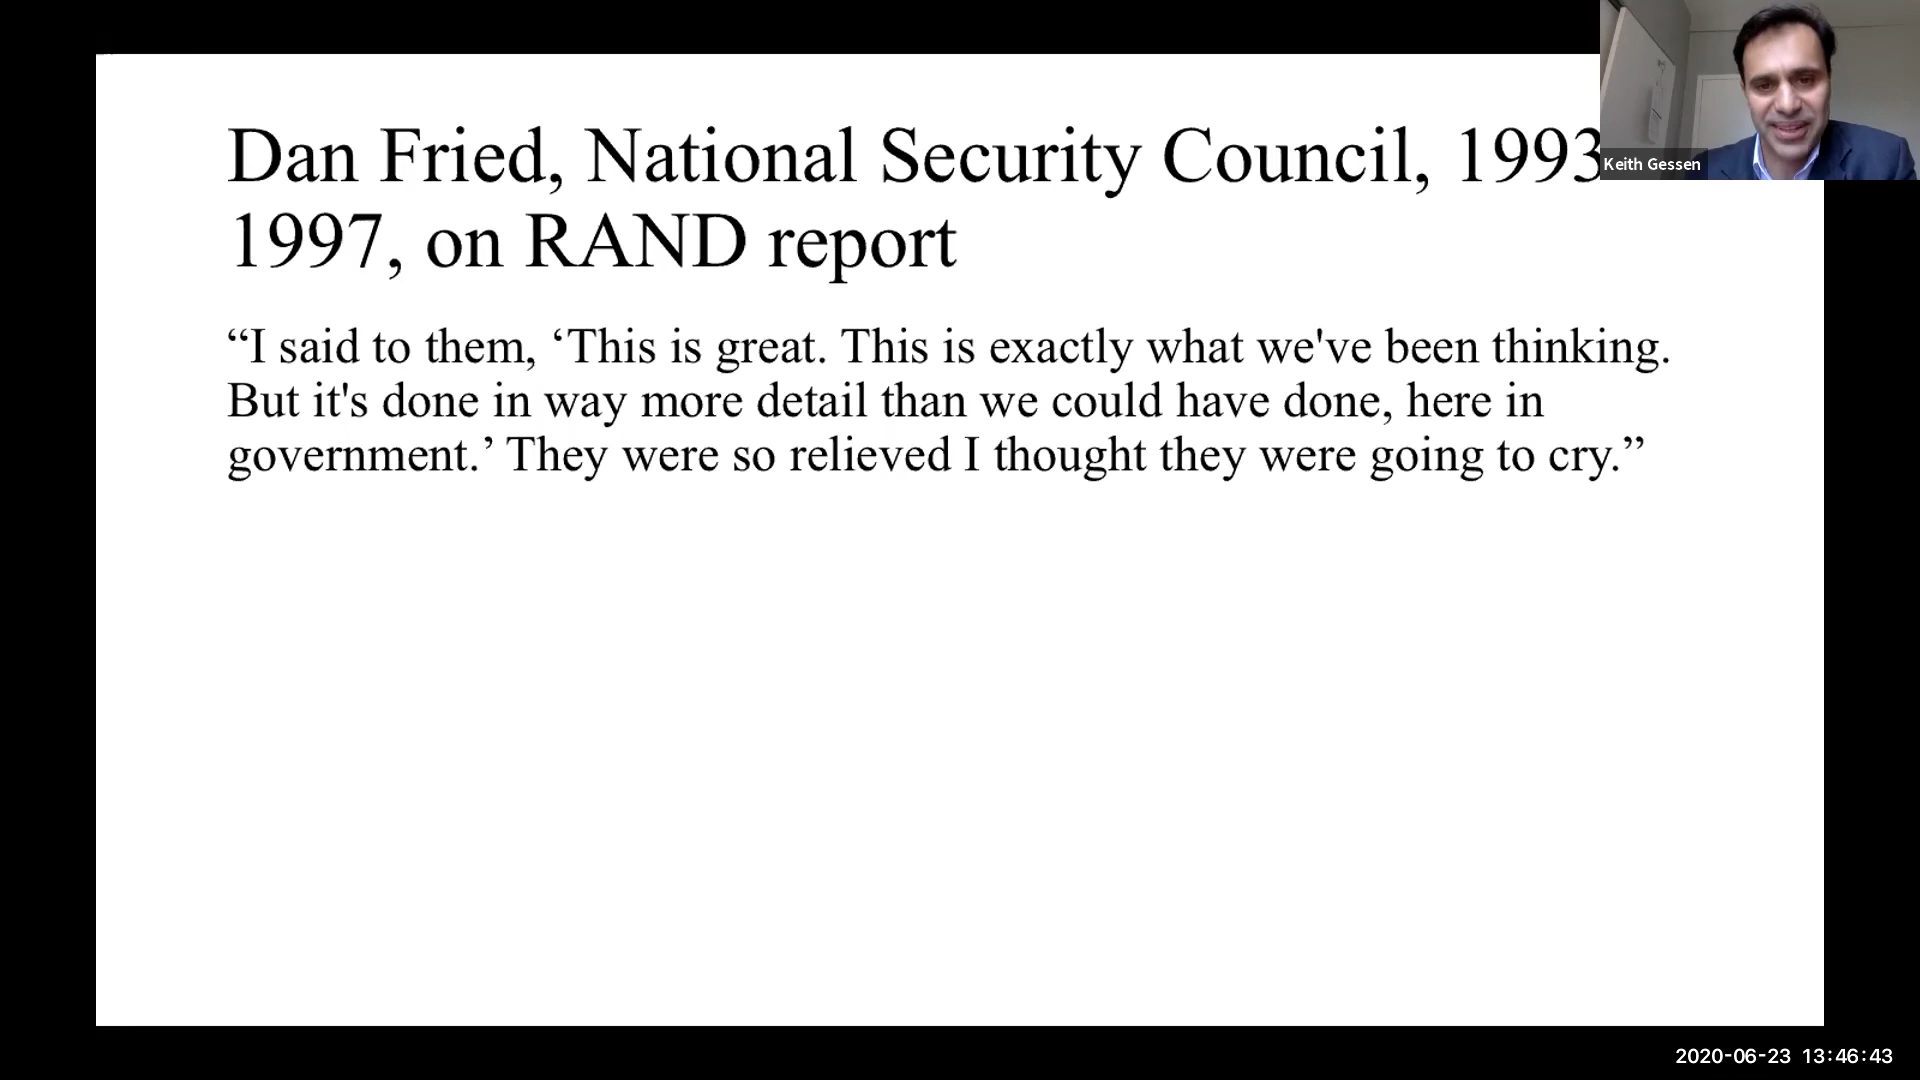 Dan Fried, National Security Council, 1993
1997, on RAND report
“I said to them, ‘This is great. This is exactly what we've been thinking.
But it's done in way more detail than we could have done, here in
government.’ They were so relieved I thought they were going to cry.”
Keith Gessen
2020-06-23 13:46:43